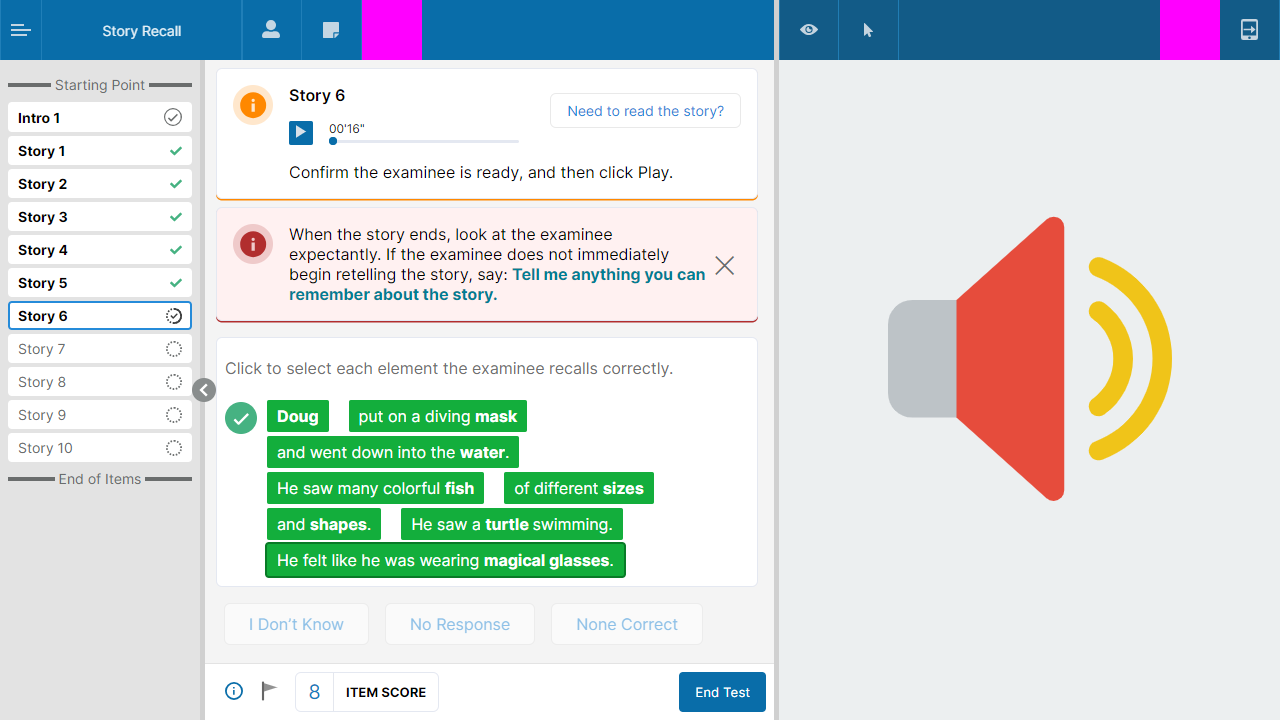 Story Recall
Starting Point
Intro 1
Story 1
Story 2
Story 3
Story 4
Story 5
Story 6
Story 7
Story 8
Story 9
Story 10
End of Items
Story 6
00'16"
Need to read the story?
Confirm the examinee is ready, and then click Play.
When the story ends, look at the examinee
expectantly. If the examinee does not immediately
begin retelling the story, say: Tell me anything you can
remember about the story.
Click to select each element the examinee recalls correctly.
Doug put on a diving mask
and went down into the water.
He saw many colorful fish of different sizes
and shapes. He saw a turtle swimming.
He felt like he was wearing magical glasses.
I Don’t Know No Response None Correct
8 ITEM SCORE End Test